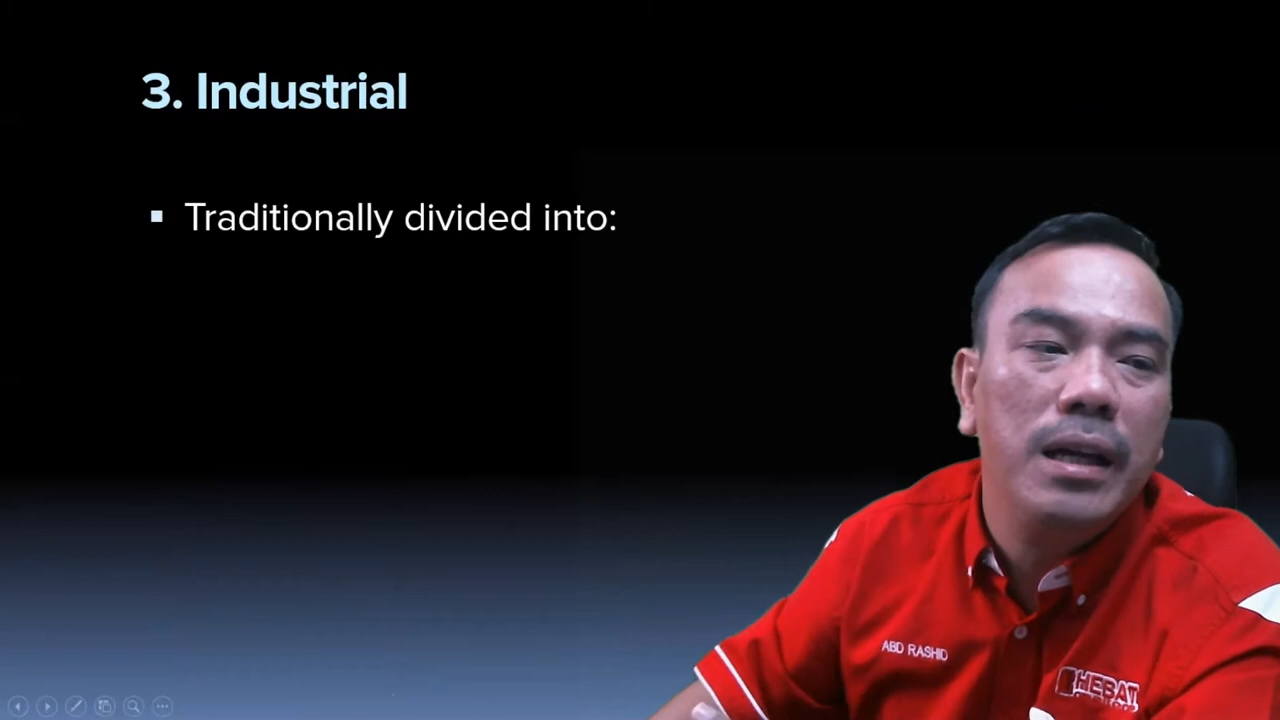 3. Industrial
▪ Traditionally divided into:
ABD RASHID
HEBAT